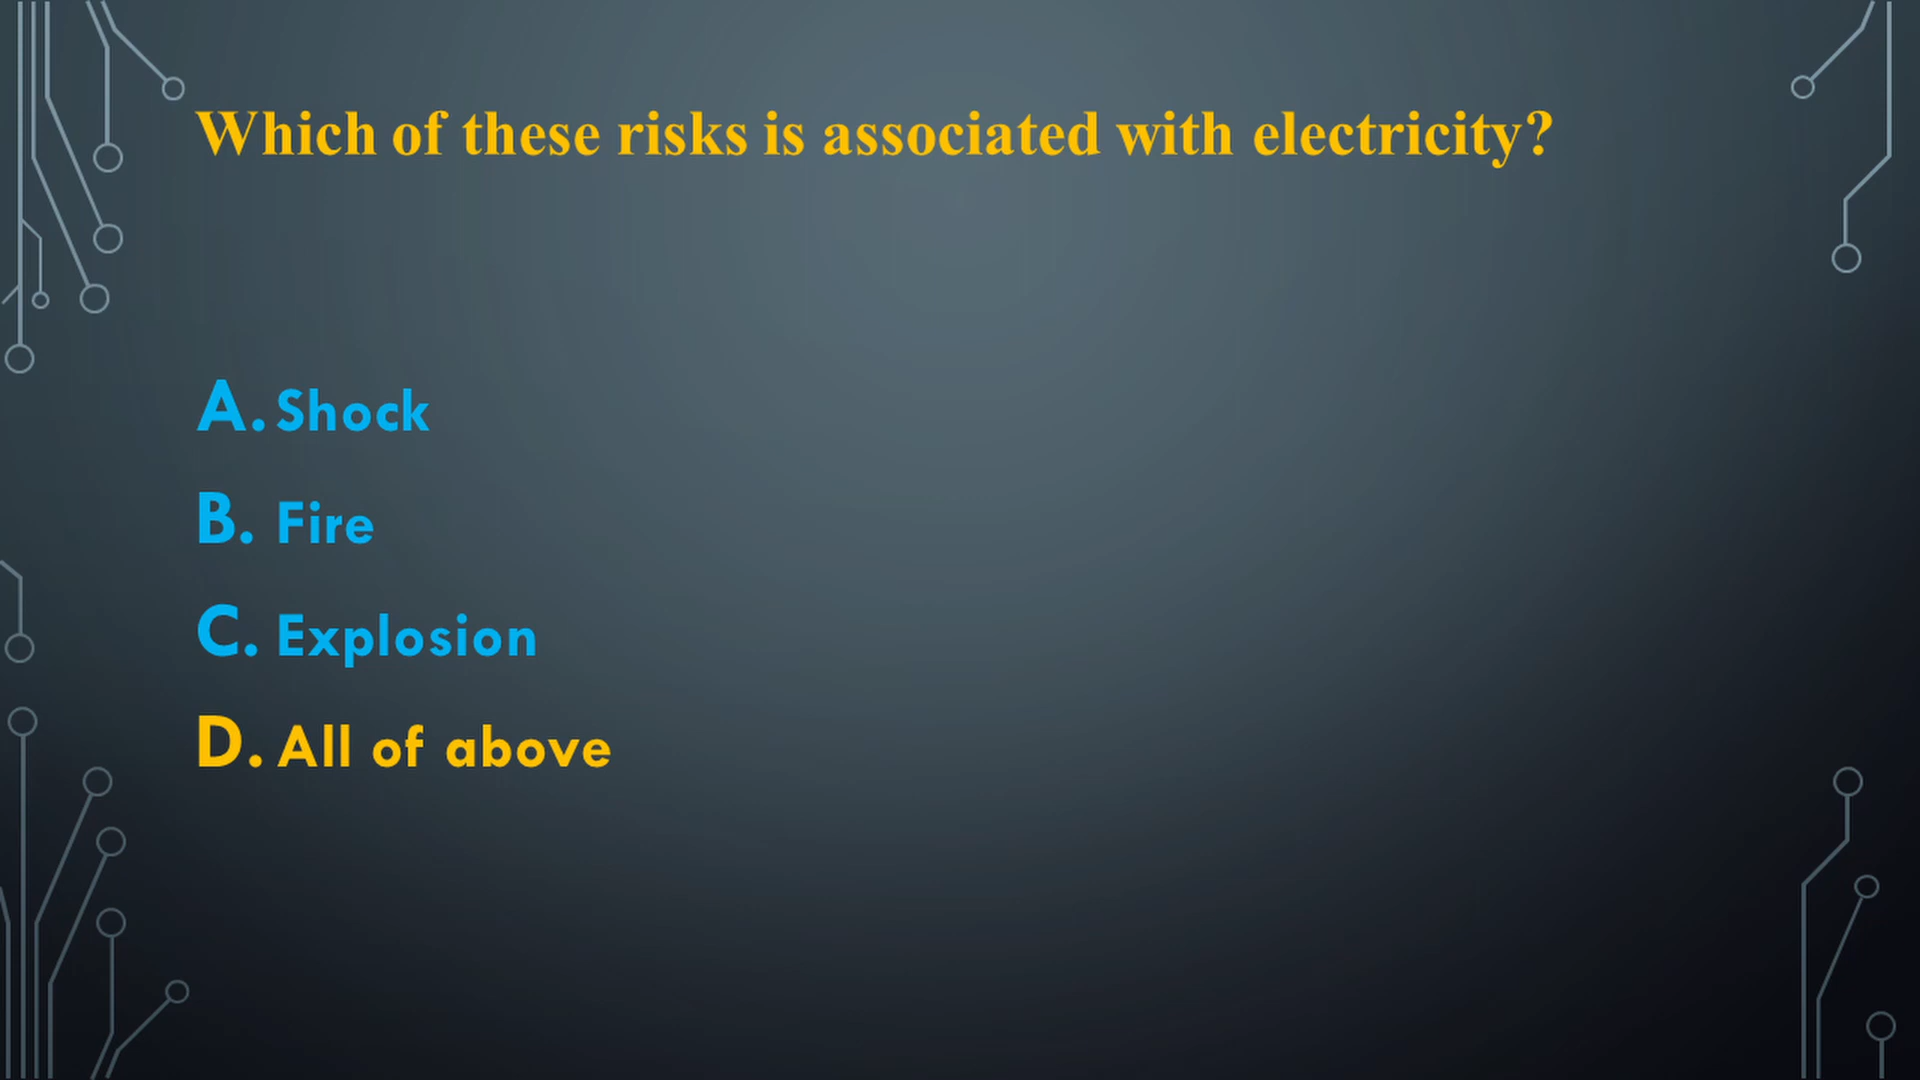 Which of these risks is associated with electricity?
A. Shock
B. Fire
C. Explosion
D. All of above